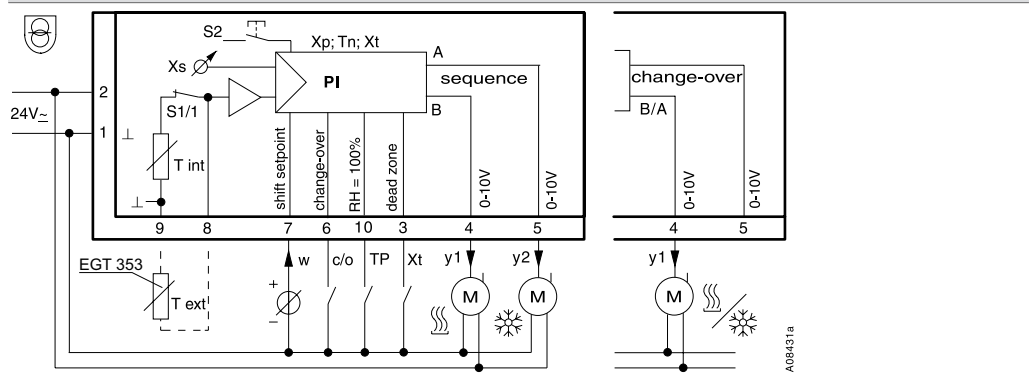 S2
Xp; Tn; Xt
A
Xs
PI
sequence
change-over
2
B
B/A
S1/1
24V≂
1
⊥
T int
shift setpoint
change-over
RH = 100%
dead zone
0-10V
0-10V
0-10V
0-10V
⊥
9
8
7
6
10
3
4
5
4
5
EGT 353
w
c/o
TP
Xt
y1
y2
y1
+
−
T ext
M
M
M
A08431a